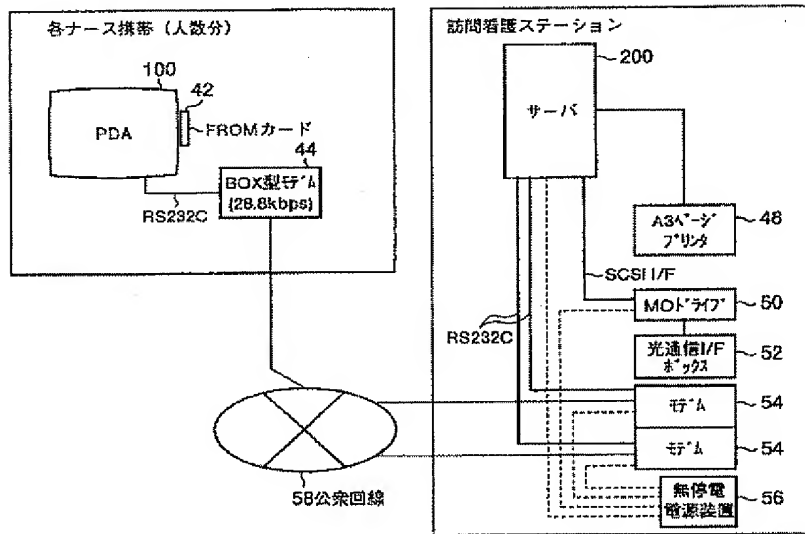 各ナース携帯（人数分）
100
42
PDA
FROMカード
44
BOX型モデム
(28.8kbps)
RS232C
58公衆回線
訪問看護ステーション
200
サーバ
A3ページ
プリンタ
48
SCSI I/F
MOドライブ
50
RS232C
光通信I/F
ボックス
52
モデム
54
モデム
54
無停電
電源装置
56